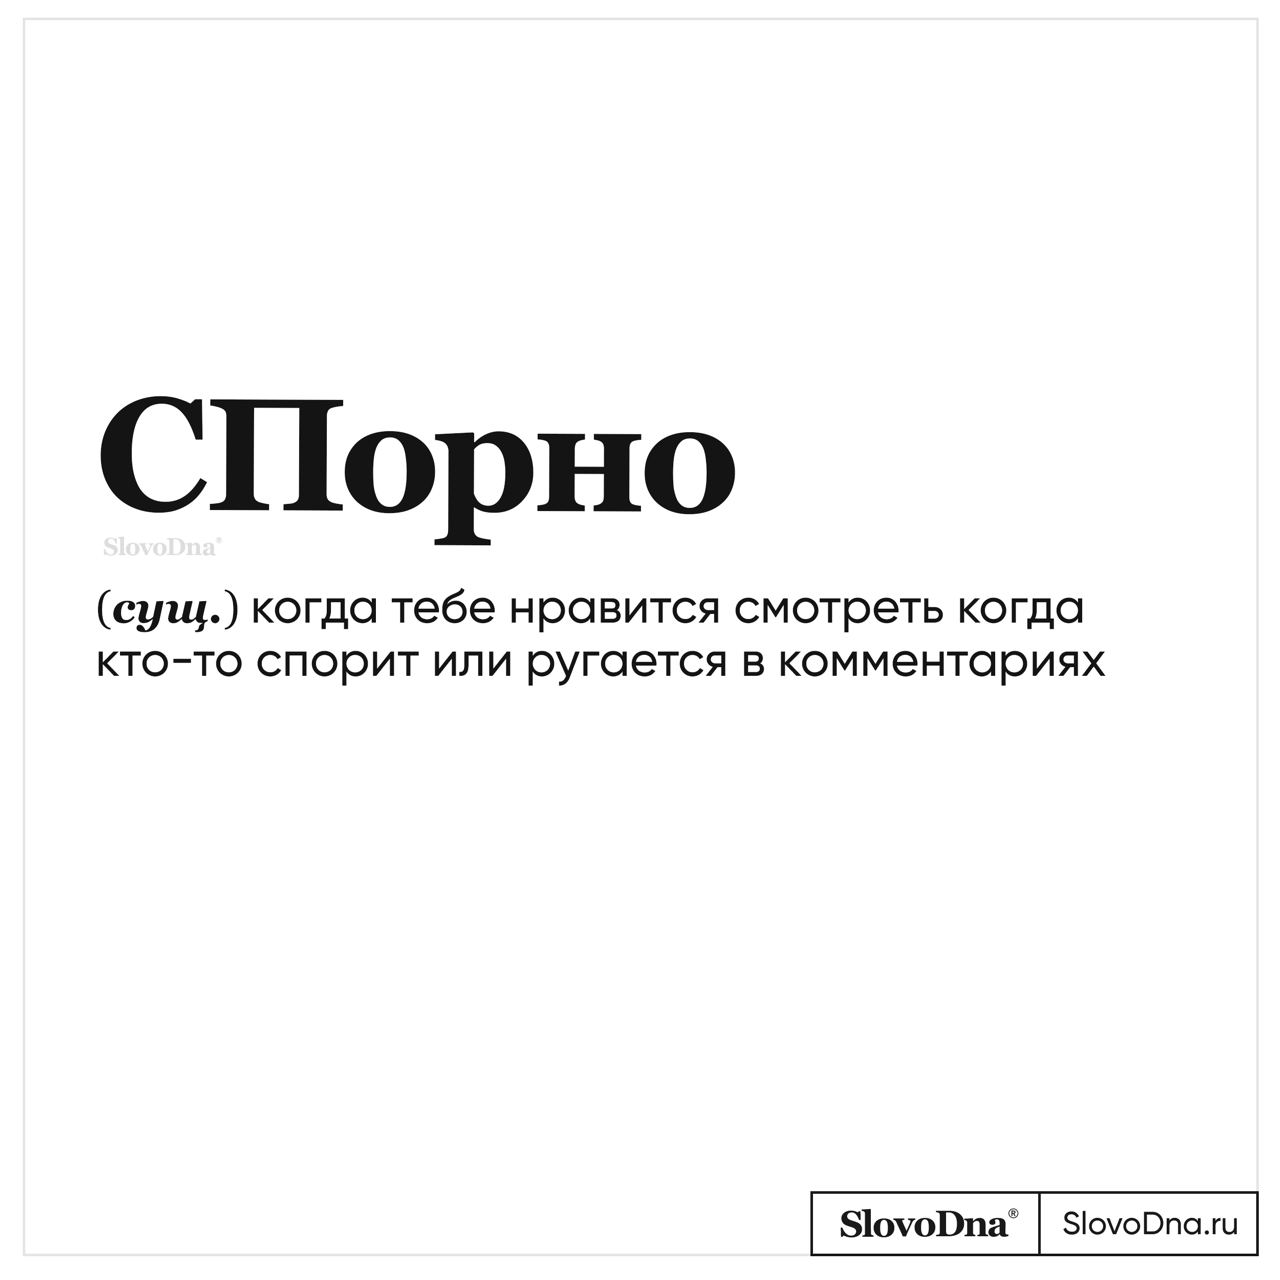 СПорно
SlovoDna®
(сущ.) когда тебе нравится смотреть когда
кто-то спорит или ругается в комментариях
SlovoDna® SlovoDna.ru